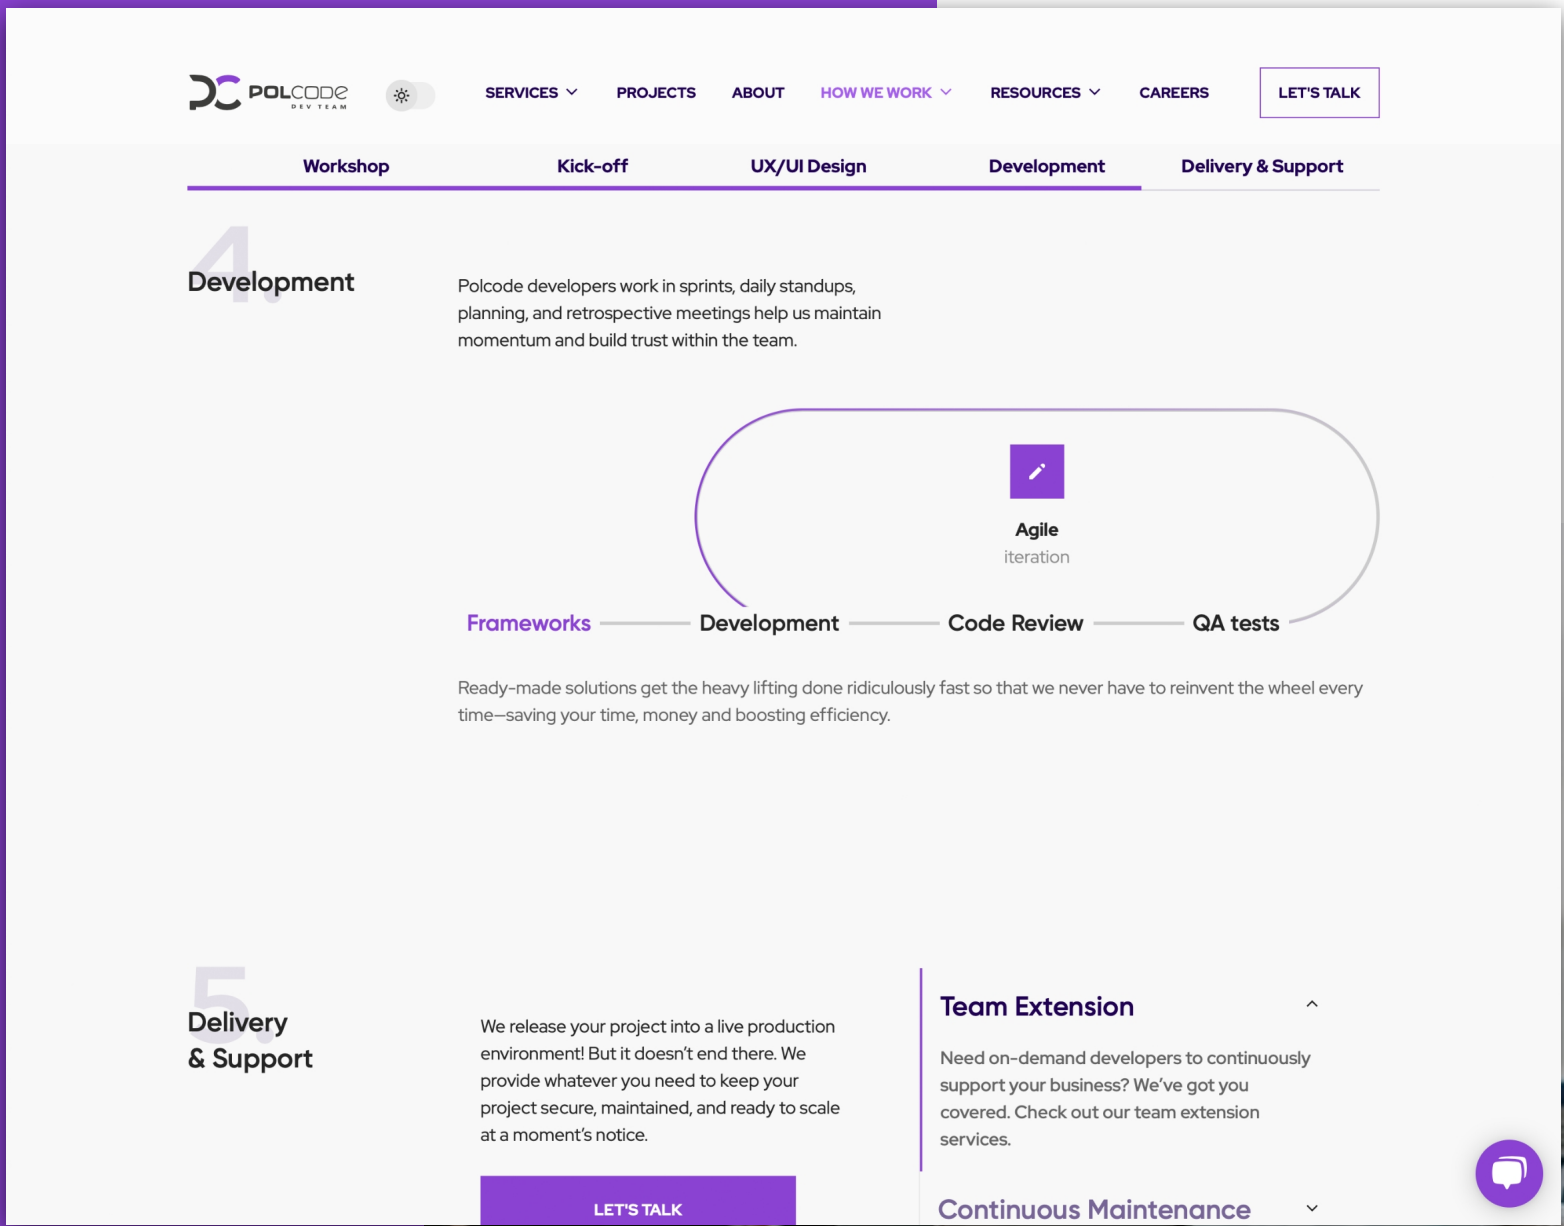 POLCODE
DEV TEAM
SERVICES
PROJECTS
ABOUT
HOW WE WORK
RESOURCES
CAREERS
LET'S TALK
Workshop
Kick-off
UX/UI Design
Development
Delivery & Support
4.
Development
Polcode developers work in sprints, daily standups,
planning, and retrospective meetings help us maintain
momentum and build trust within the team.
Agile
iteration
Frameworks
Development
Code Review
QA tests
Ready-made solutions get the heavy lifting done ridiculously fast so that we never have to reinvent the wheel every
time—saving your time, money and boosting efficiency.
5.
Delivery
& Support
We release your project into a live production
environment! But it doesn’t end there. We
provide whatever you need to keep your
project secure, maintained, and ready to scale
at a moment’s notice.
LET'S TALK
Team Extension
Need on-demand developers to continuously
support your business? We’ve got you
covered. Check out our team extension
services.
Continuous Maintenance